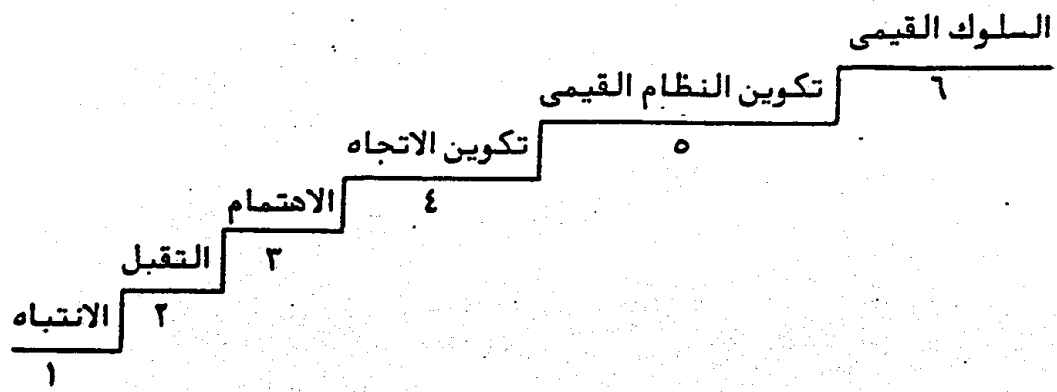 السلوك القيمى
٦
تكوين النظام القيمى
٥
تكوين الاتجاه
٤
الاهتمام
٣
التقبل
٢
الانتباه
١